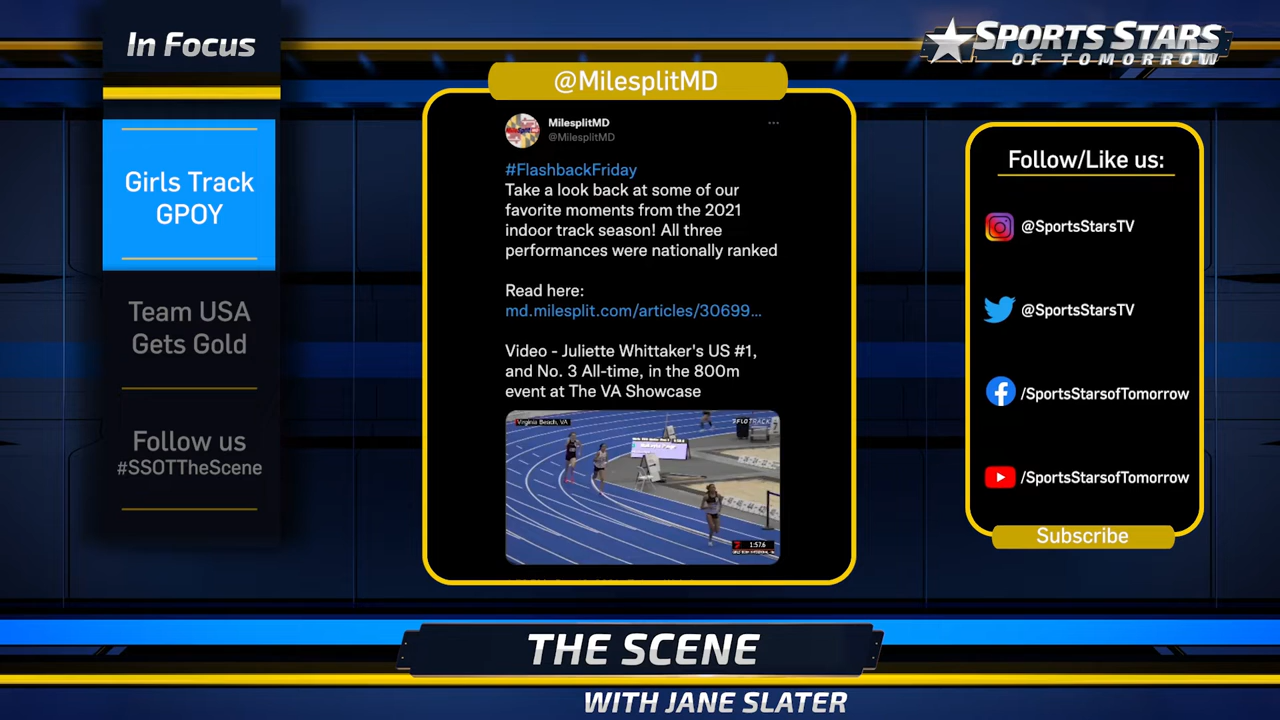 In Focus
SPORTS STARS
OF TOMORROW
Girls Track
GPOY
Team USA
Gets Gold
Follow us
#SSOTTheScene
@MilesplitMD
MilesplitMD
@MilesplitMD
#FlashbackFriday
Take a look back at some of our
favorite moments from the 2021
indoor track season! All three
performances were nationally ranked
Read here:
md.milesplit.com/articles/30699...
Video - Juliette Whittaker's US #1,
and No. 3 All-time, in the 800m
event at The VA Showcase
Virginia Beach, VA
FLOTRACK
1:57.6
Follow/Like us:
@SportsStarsTV
@SportsStarsTV
/SportsStarsofTomorrow
/SportsStarsofTomorrow
Subscribe
THE SCENE
WITH JANE SLATER